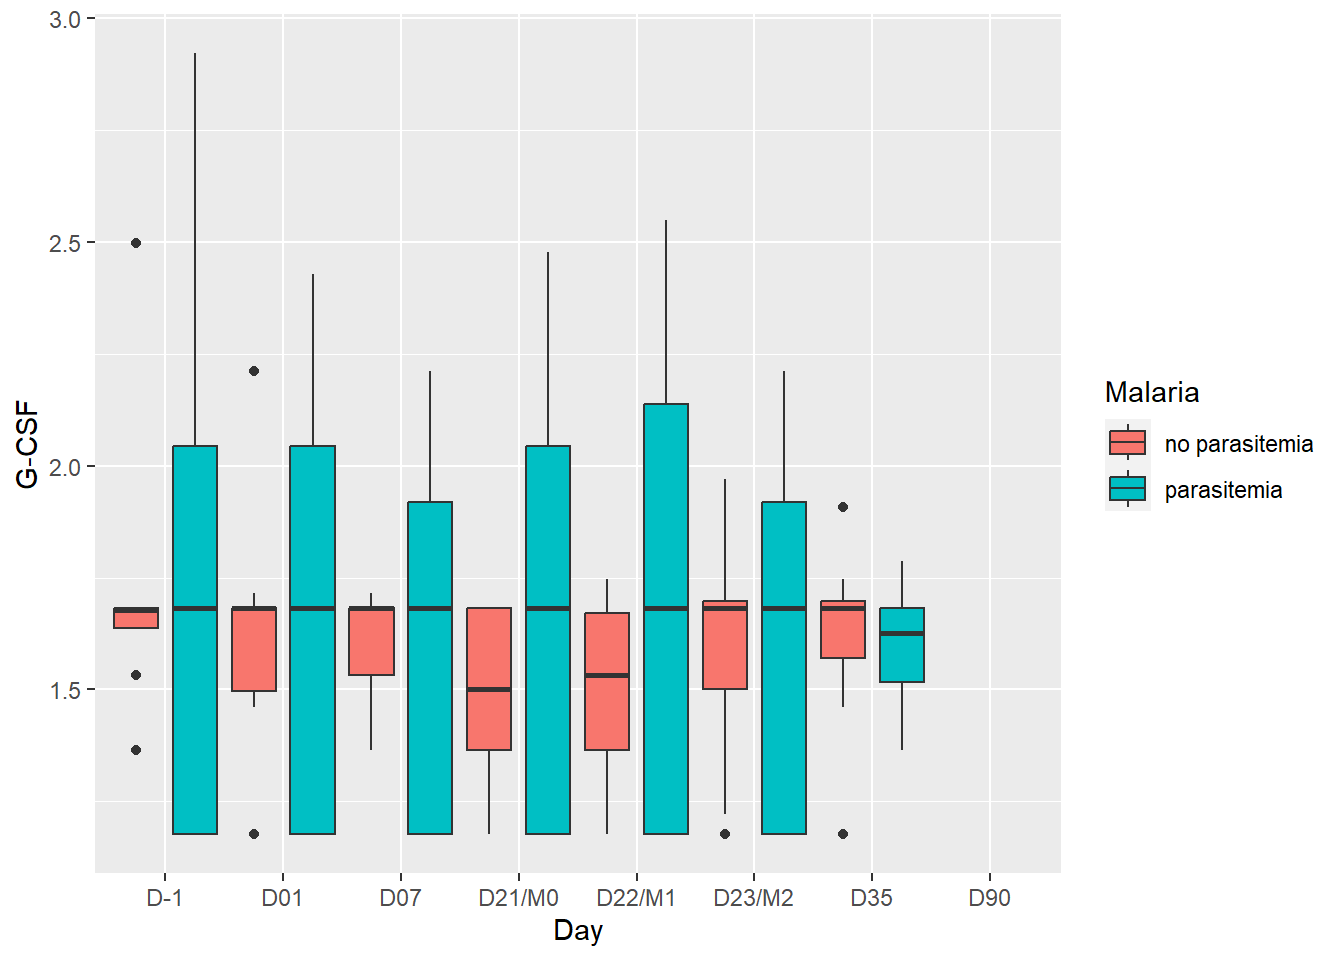 3.0
2.5
2.0
1.5
G-CSF
D-1 D01 D07 D21/M0 D22/M1 D23/M2 D35 D90
Day
Malaria
no parasitemia
parasitemia